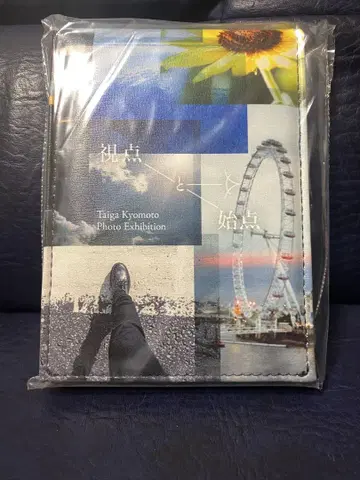 視点
と
始点
Taiga Kyomoto
Photo Exhibition